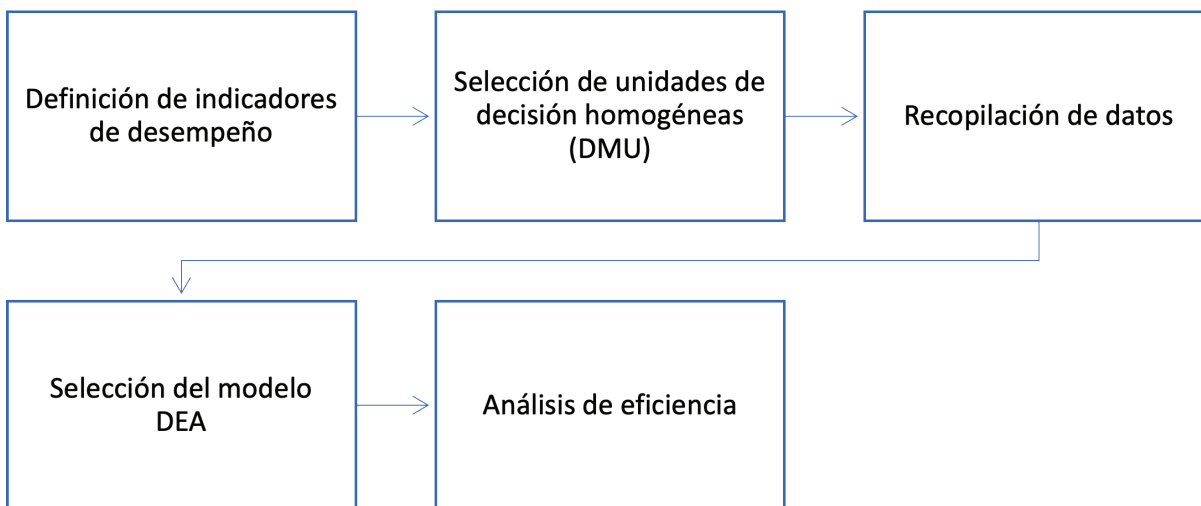 Definición de indicadores
de desempeño
Selección de unidades de
decisión homogéneas
(DMU)
Recopilación de datos
Selección del modelo
DEA
Análisis de eficiencia